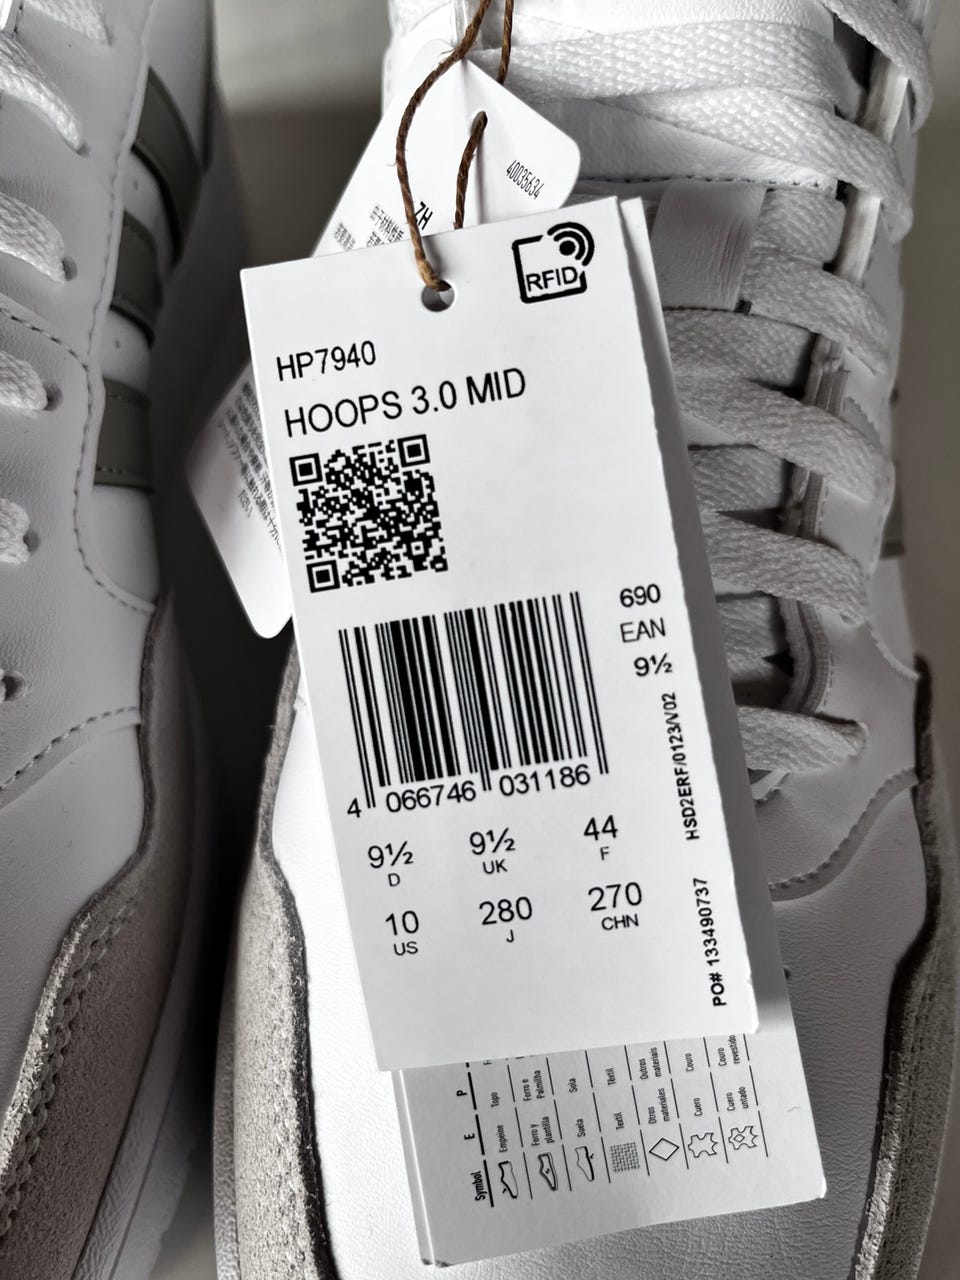 40035634
ZH
RFID
HP7940
HOOPS 3.0 MID
690
EAN
9½
4 066746 031186
9½ 9½ 44
D UK F
10 280 270
US J CHN
HSD2ERF/0123/V02
PO# 133490737
Symbol E P
Empeine Topo
Forro y plantilla Forro e Palmilha
Suela Sola
Textil Têxtil
Otros materiales Outros materiais
Cuero Couro
Cuero untado Couro revestido